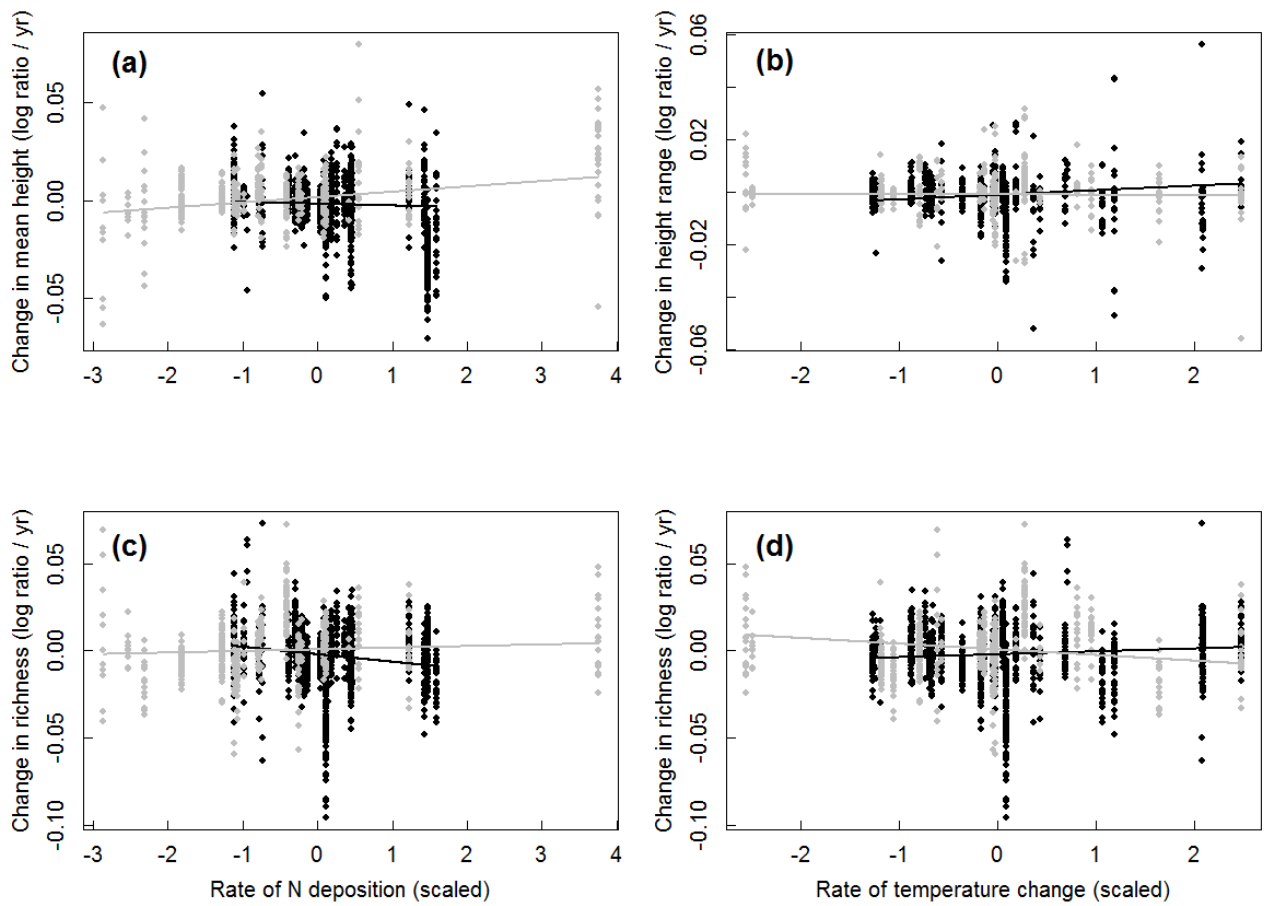 (a)
Change in mean height (log ratio / yr)
0.05
0.00
-0.05
-3 -2 -1 0 1 2 3 4
(b)
Change in height range (log ratio / yr)
0.06
0.02
-0.02
-0.06
-2 -1 0 1 2
(c)
Change in richness (log ratio / yr)
0.05
0.00
-0.05
-0.10
-3 -2 -1 0 1 2 3 4
Rate of N deposition (scaled)
(d)
Change in richness (log ratio / yr)
0.05
0.00
-0.05
-0.10
-2 -1 0 1 2
Rate of temperature change (scaled)